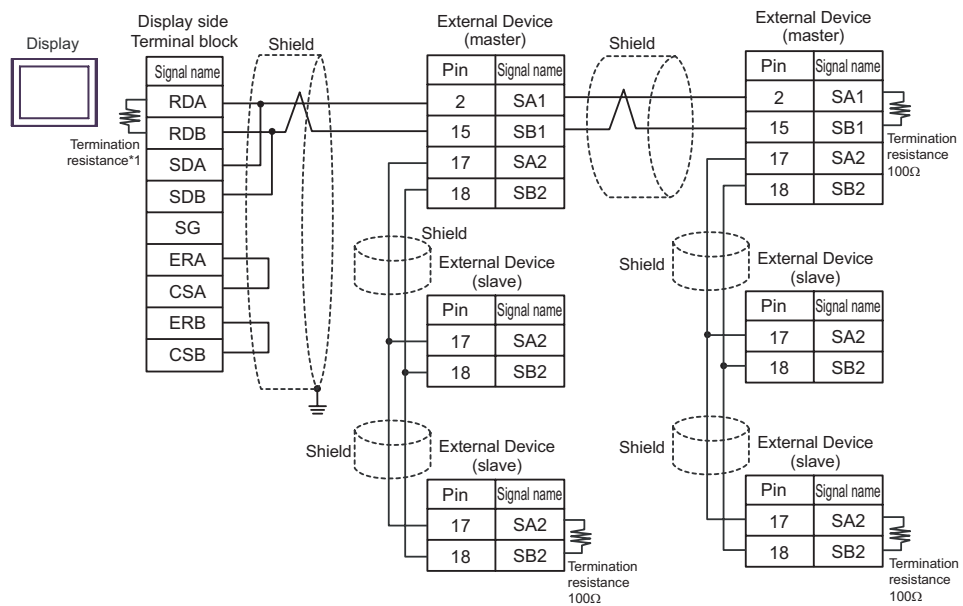 Display
Display side
Terminal block
Signal name
RDA
RDB
SDA
SDB
SG
ERA
CSA
ERB
CSB
Termination
resistance*1
Shield
External Device
(master)
Pin Signal name
2 SA1
15 SB1
17 SA2
18 SB2
Shield
External Device
(master)
Pin Signal name
2 SA1
15 SB1
17 SA2
18 SB2
Termination
resistance
100Ω
Shield
External Device
(slave)
Pin Signal name
17 SA2
18 SB2
Shield
External Device
(slave)
Pin Signal name
17 SA2
18 SB2
Shield
External Device
(slave)
Pin Signal name
17 SA2
18 SB2
Termination
resistance
100Ω
Shield
External Device
(slave)
Pin Signal name
17 SA2
18 SB2
Termination
resistance
100Ω